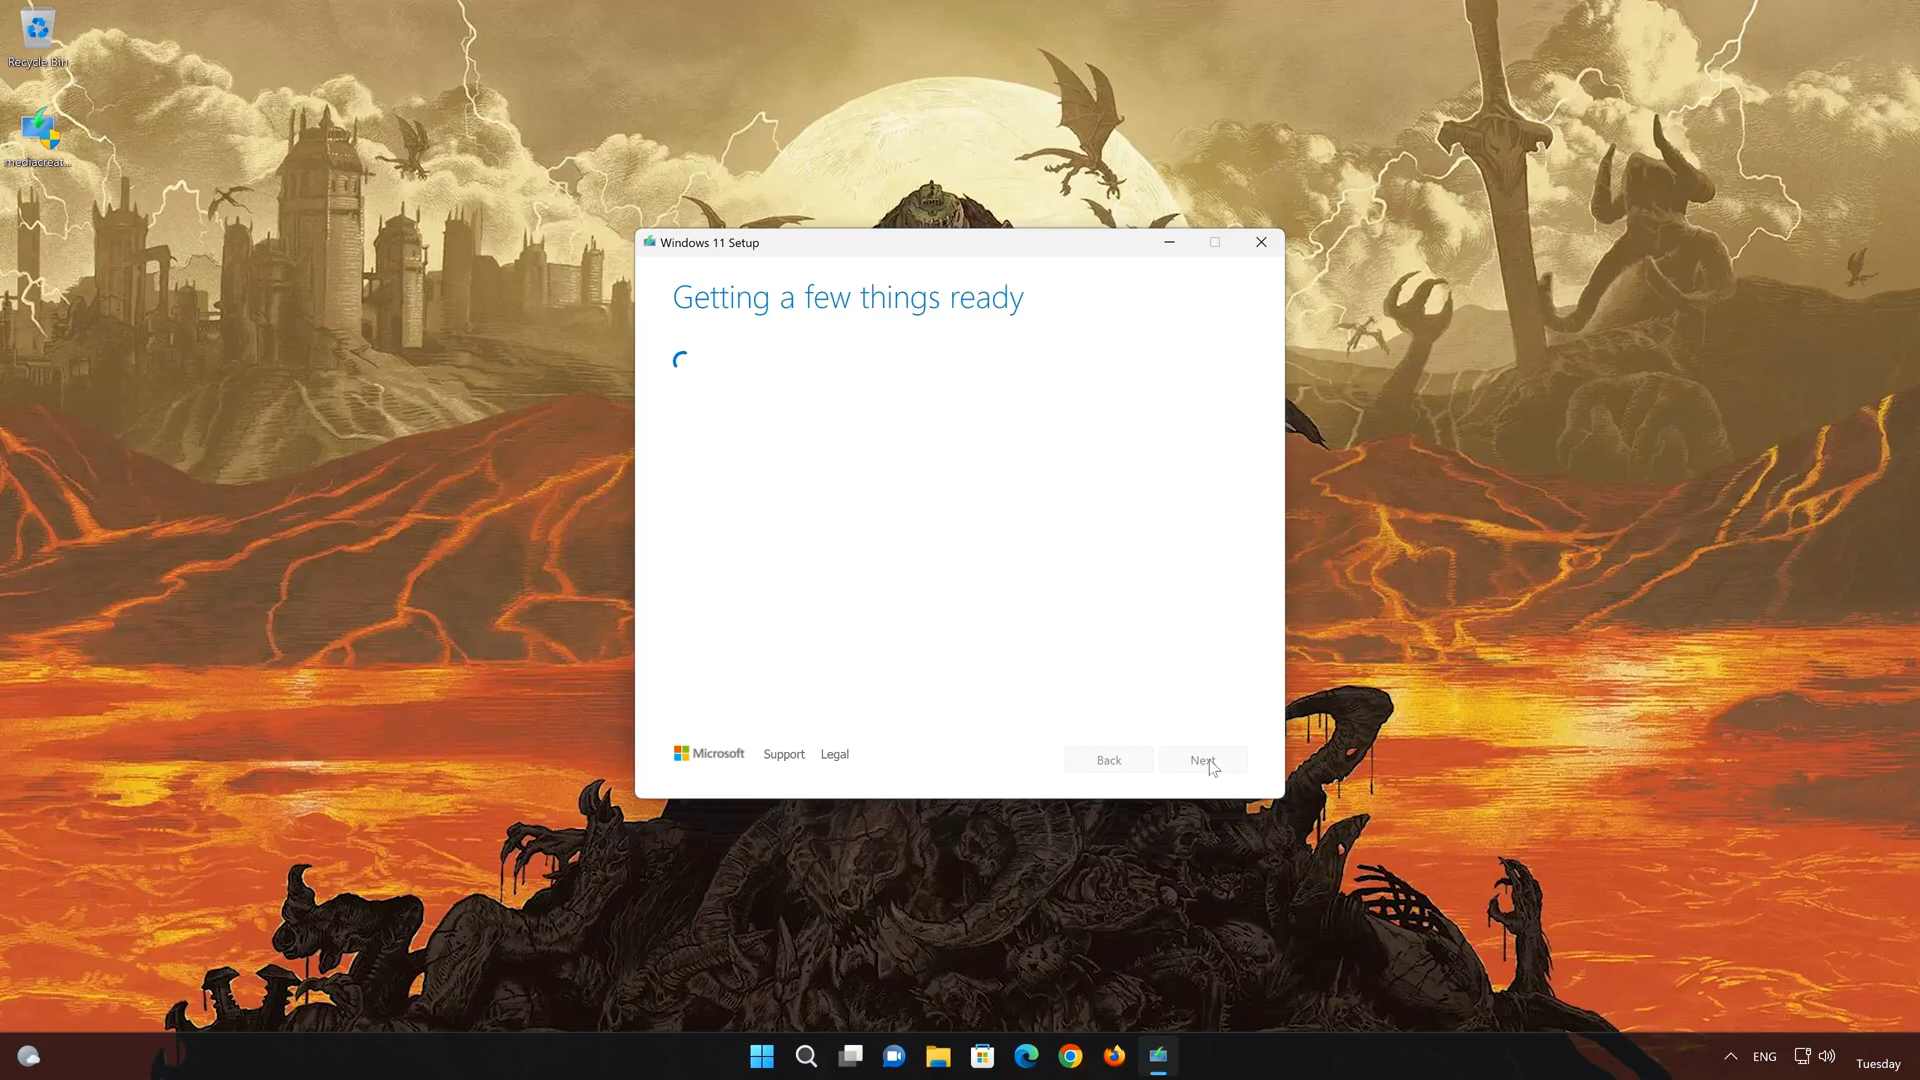 Recycle Bin
mediacreat...
Windows 11 Setup
Getting a few things ready
Microsoft
Support
Legal
Back
Next
ENG
Tuesday